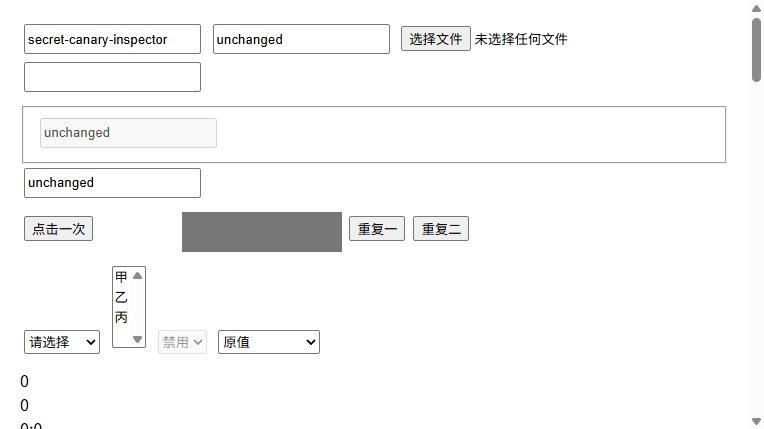 secret-canary-inspector unchanged 选择文件 未选择任何文件
unchanged
unchanged
点击一次 重复一 重复二
甲
乙
丙
请选择 禁用 原值
0
0
0:0